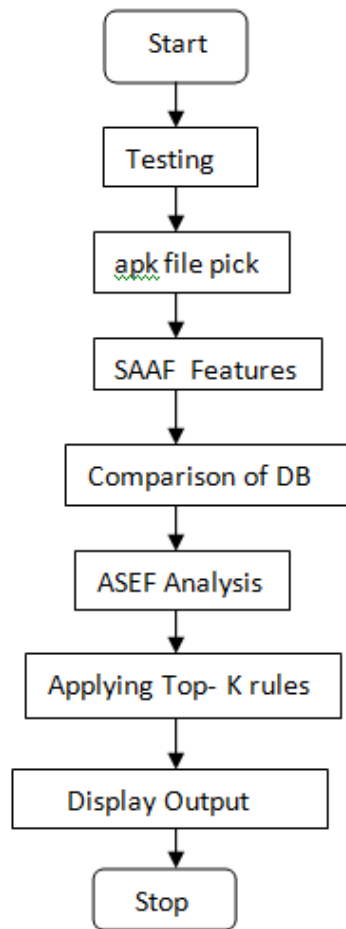 Start
Testing
apk file pick
SAAF Features
Comparison of DB
ASEF Analysis
Applying Top- K rules
Display Output
Stop